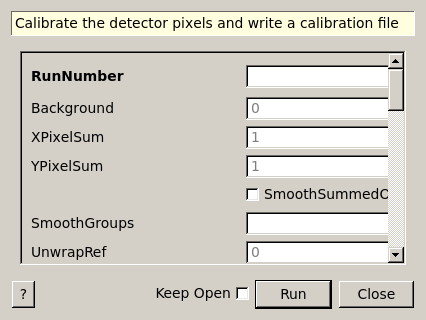 Calibrate the detector pixels and write a calibration file
RunNumber
Background 0
XPixelSum 1
YPixelSum 1
SmoothSummedO
SmoothGroups
UnwrapRef 0
? Keep Open Run Close